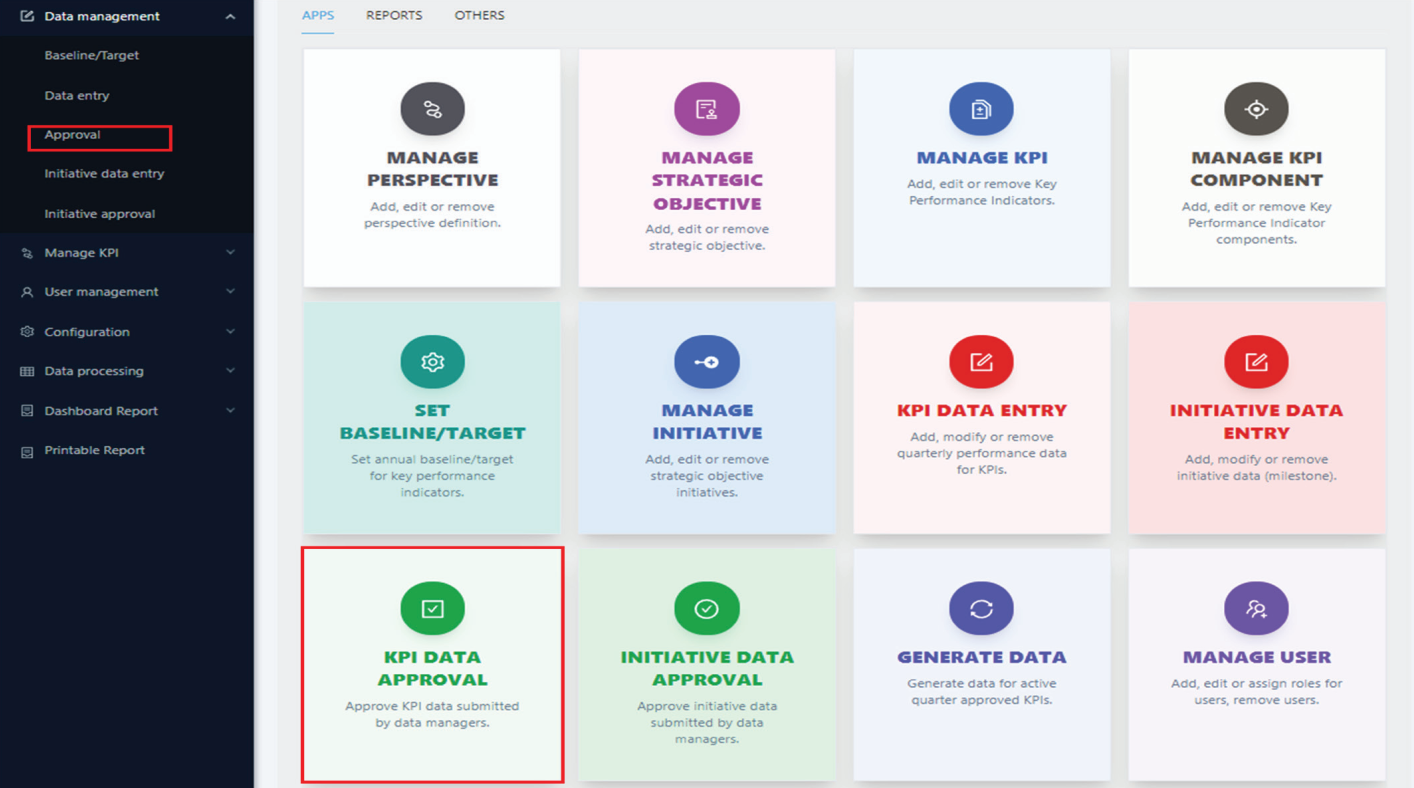 Data management
Baseline/Target
Data entry
Approval
Initiative data entry
Initiative approval
Manage KPI
User management
Configuration
Data processing
Dashboard Report
Printable Report
APPS REPORTS OTHERS
MANAGE
PERSPECTIVE
Add, edit or remove
perspective definition.
MANAGE
STRATEGIC
OBJECTIVE
Add, edit or remove
strategic objective.
MANAGE KPI
Add, edit or remove Key
Performance Indicators.
MANAGE KPI
COMPONENT
Add, edit or remove Key
Performance Indicator
components.
SET
BASELINE/TARGET
Set annual baseline/target
for key performance
indicators.
MANAGE
INITIATIVE
Add, edit or remove
strategic objective
initiatives.
KPI DATA ENTRY
Add, modify or remove
quarterly performance data
for KPIs.
INITIATIVE DATA
ENTRY
Add, modify or remove
initiative data (milestone).
KPI DATA
APPROVAL
Approve KPI data submitted
by data managers.
INITIATIVE DATA
APPROVAL
Approve initiative data
submitted by data
managers.
GENERATE DATA
Generate data for active
quarter approved KPIs.
MANAGE USER
Add, edit or assign roles for
users, remove users.